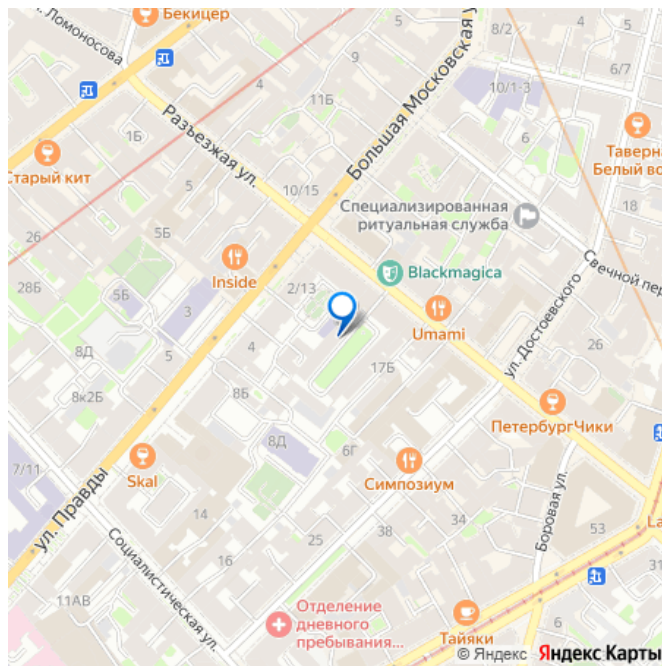 Бекицер
8/2
. Ломоносова
4
Большая Московская у
6/7
9
11Б
10/1-3
6
1Б
Разъезжая ул.
Таверна
Белый во
Старый кит
10/15
Специализированная
ритуальная служба
18
26
5Б
Свечной пер
Inside
Blackmagica
28Б
5Б
2/13
3
Umami
ул. Достоевского
26
8Д
5
4
17Б
8к2Б
8Б
ПетербургЧики
7/11
8Д
6Г
Skal
Симпозиум
ул. Правды
14
34
Боровая ул.
La
Социалистическая ул.
16
25
38
53
31
11АВ
Отделение
дневного
пребывания...
Тайяки
6
4
© Яндекс Яндекс Карты